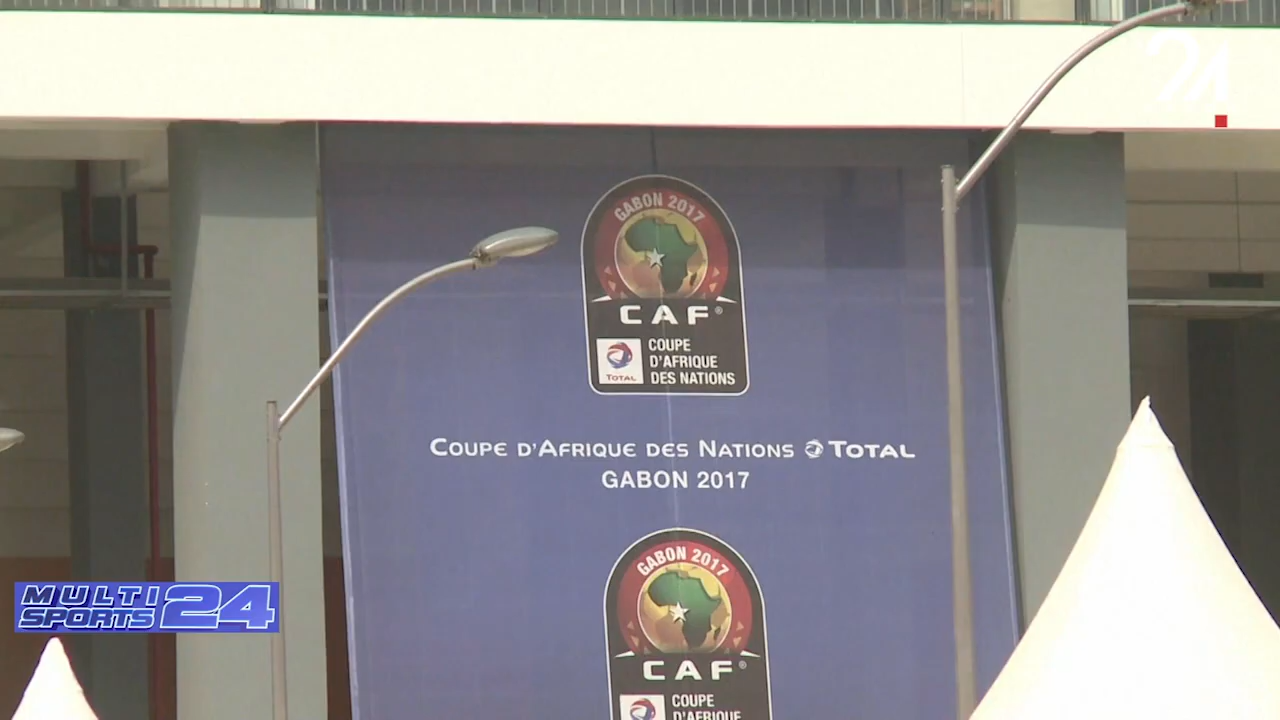 24
GABON 2017
CAF®
TOTAL
COUPE
D'AFRIQUE
DES NATIONS
COUPE D'AFRIQUE DES NATIONS TOTAL
GABON 2017
GABON 2017
CAF®
COUPE
D'AFRIQUE
MULTI
SPORTS 24